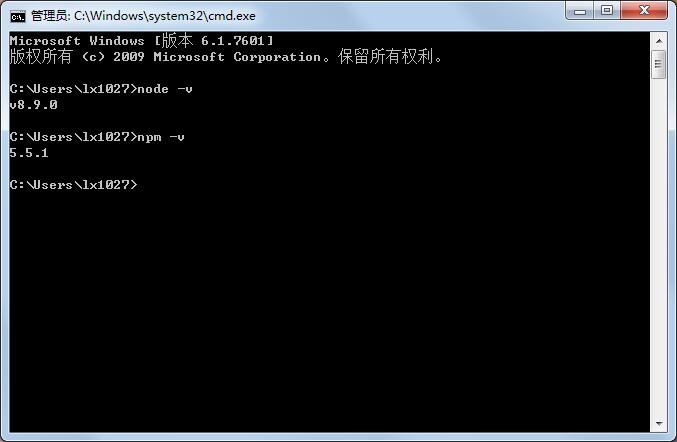 管理员: C:\Windows\system32\cmd.exe
Microsoft Windows [版本 6.1.7601]
版权所有 (c) 2009 Microsoft Corporation。保留所有权利。
C:\Users\lx1027>node -v
v8.9.0
C:\Users\lx1027>npm -v
5.5.1
C:\Users\lx1027>